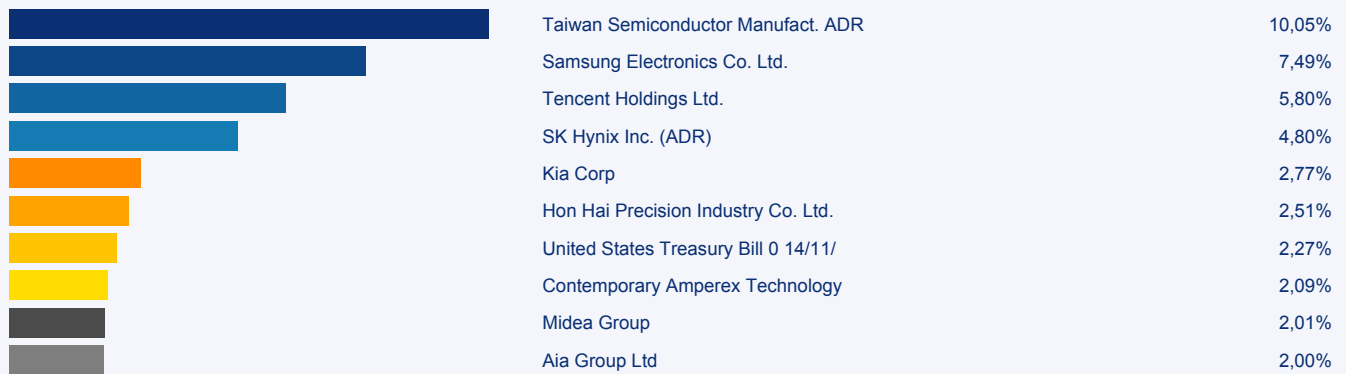 Taiwan Semiconductor Manufact. ADR 10,05%
Samsung Electronics Co. Ltd. 7,49%
Tencent Holdings Ltd. 5,80%
SK Hynix Inc. (ADR) 4,80%
Kia Corp 2,77%
Hon Hai Precision Industry Co. Ltd. 2,51%
United States Treasury Bill 0 14/11/ 2,27%
Contemporary Amperex Technology 2,09%
Midea Group 2,01%
Aia Group Ltd 2,00%